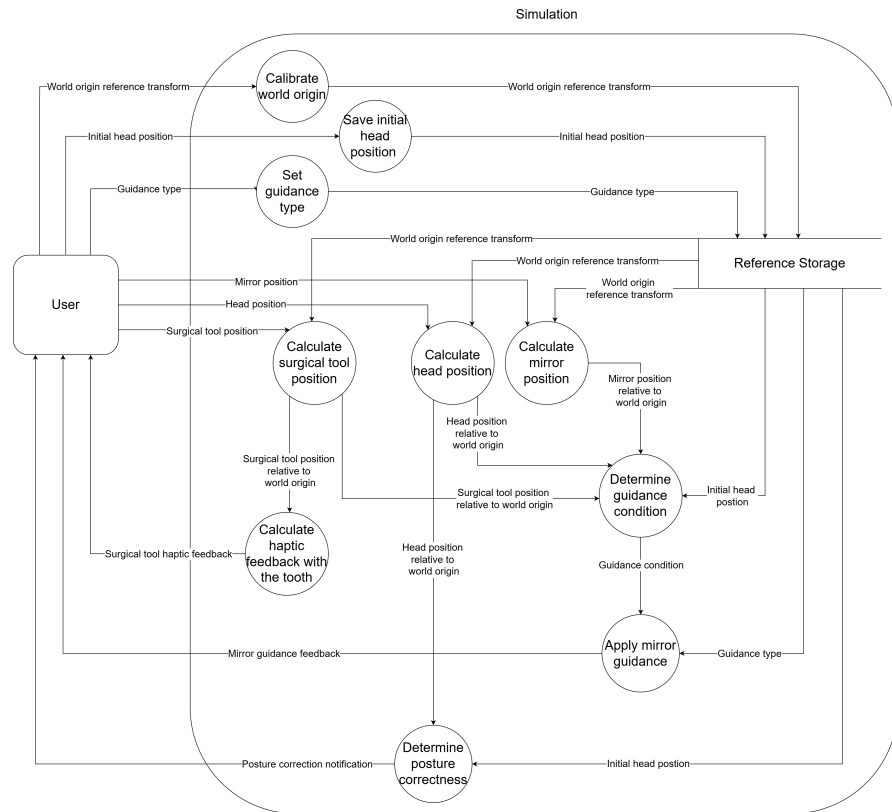 Simulation
World origin reference transform
Calibrate
world origin
World origin reference transform
Initial head position
Save initial
head
position
Initial head position
Guidance type
Set
guidance
type
Guidance type
World origin reference transform
World origin reference transform
Reference Storage
Mirror position
World origin
reference transform
User
Head position
Surgical tool position
Calculate
surgical tool
position
Calculate
head position
Calculate
mirror
position
Mirror position
relative to
world origin
Head position
relative to
world origin
Surgical tool position
relative to
world origin
Surgical tool position
relative to world origin
Determine
guidance
condition
Initial head
postion
Calculate
haptic
feedback with
the tooth
Surgical tool haptic feedback
Head position
relative to
world origin
Guidance condition
Mirror guidance feedback
Apply mirror
guidance
Guidance type
Posture correction notification
Determine
posture
correctness
Initial head postion